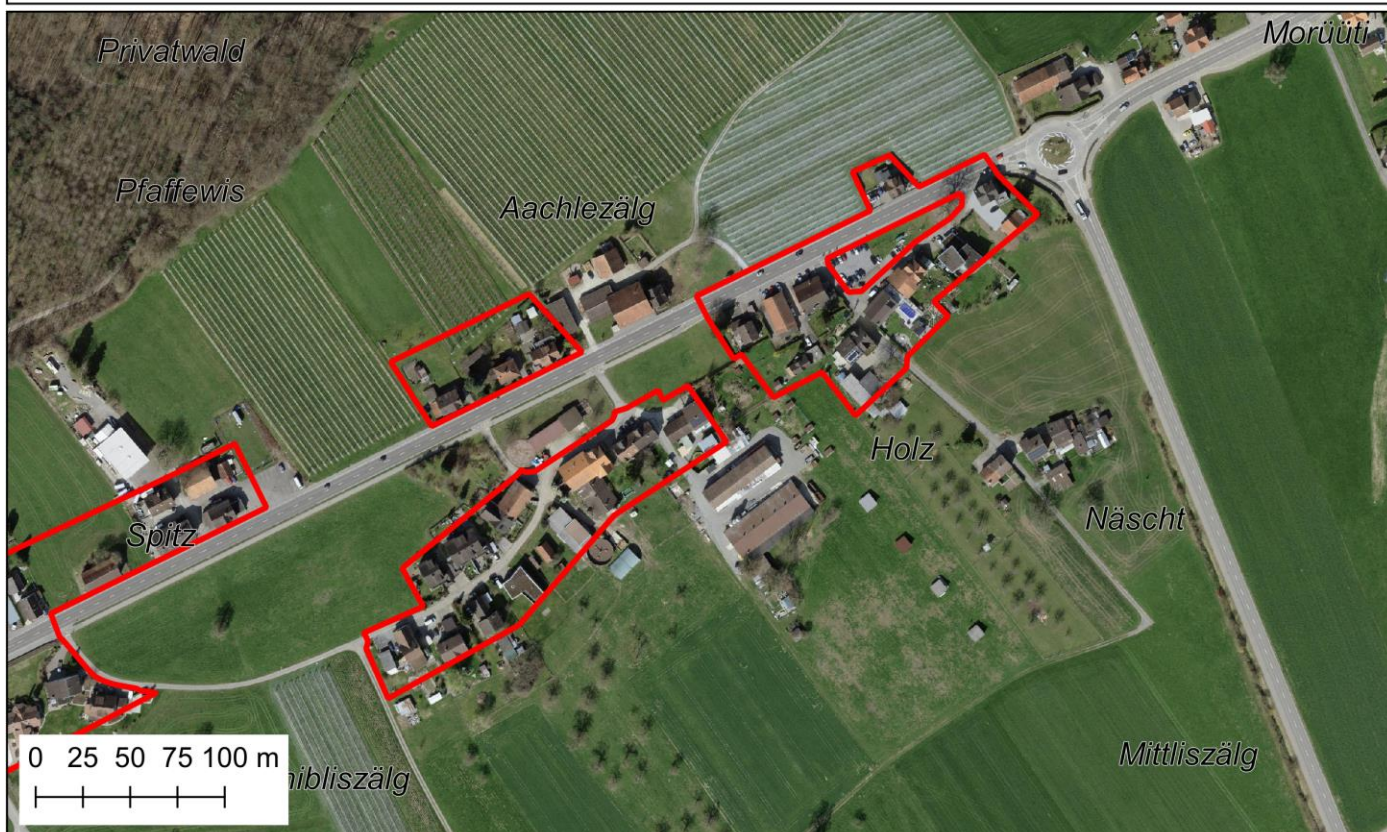 Privatwald
Morüüti
Pfaffewis
Aachlezälg
Holz
Näscht
Spitz
Mittliszälg
0 25 50 75 100 m